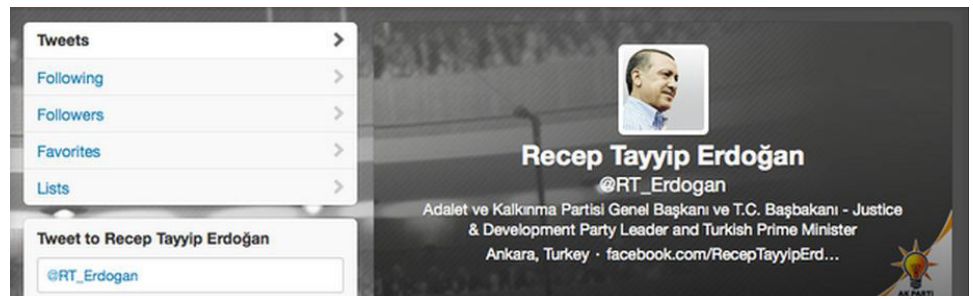 Tweets
Following
Followers
Favorites
Lists
Tweet to Recep Tayyip Erdoğan
@RT_Erdogan
Recep Tayyip Erdoğan
@RT_Erdogan
Adalet ve Kalkınma Partisi Genel Başkanı ve T.C. Başbakanı - Justice
& Development Party Leader and Turkish Prime Minister
Ankara, Turkey · facebook.com/RecepTayyipErd...
AK PARTİ